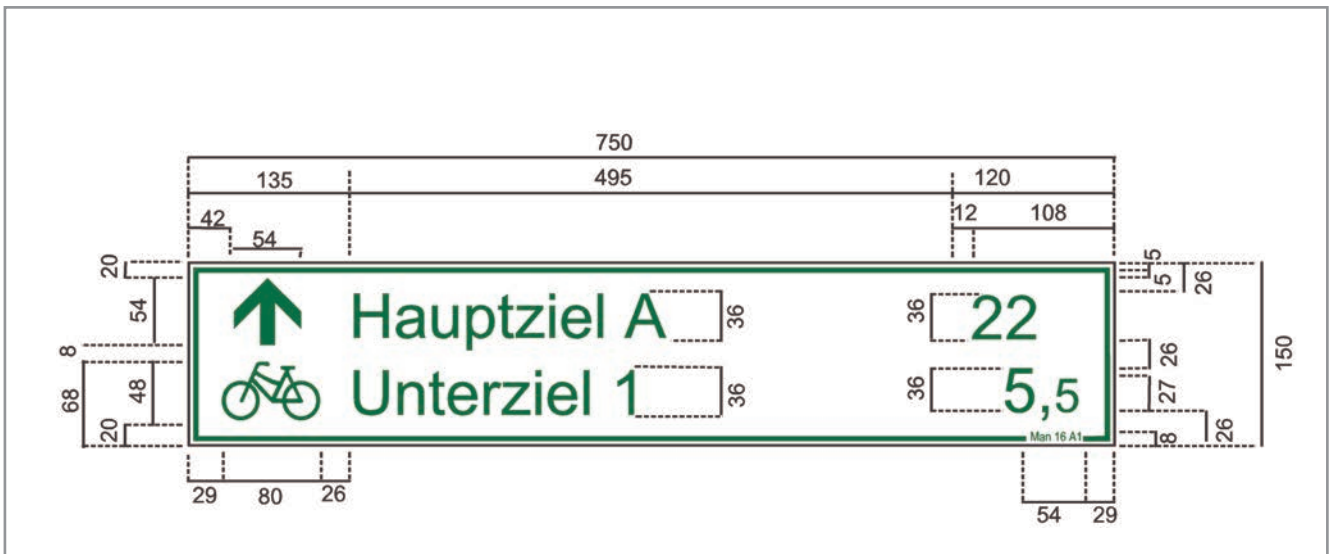 750
135 495 120
42 12 108
54
20 5 5 26
54 Hauptziel A 36 36 22
8 26 150
68 48 Unterziel 1 36 36 5,5 27
20 Man 16 A1 8 26
29 80 26 54 29